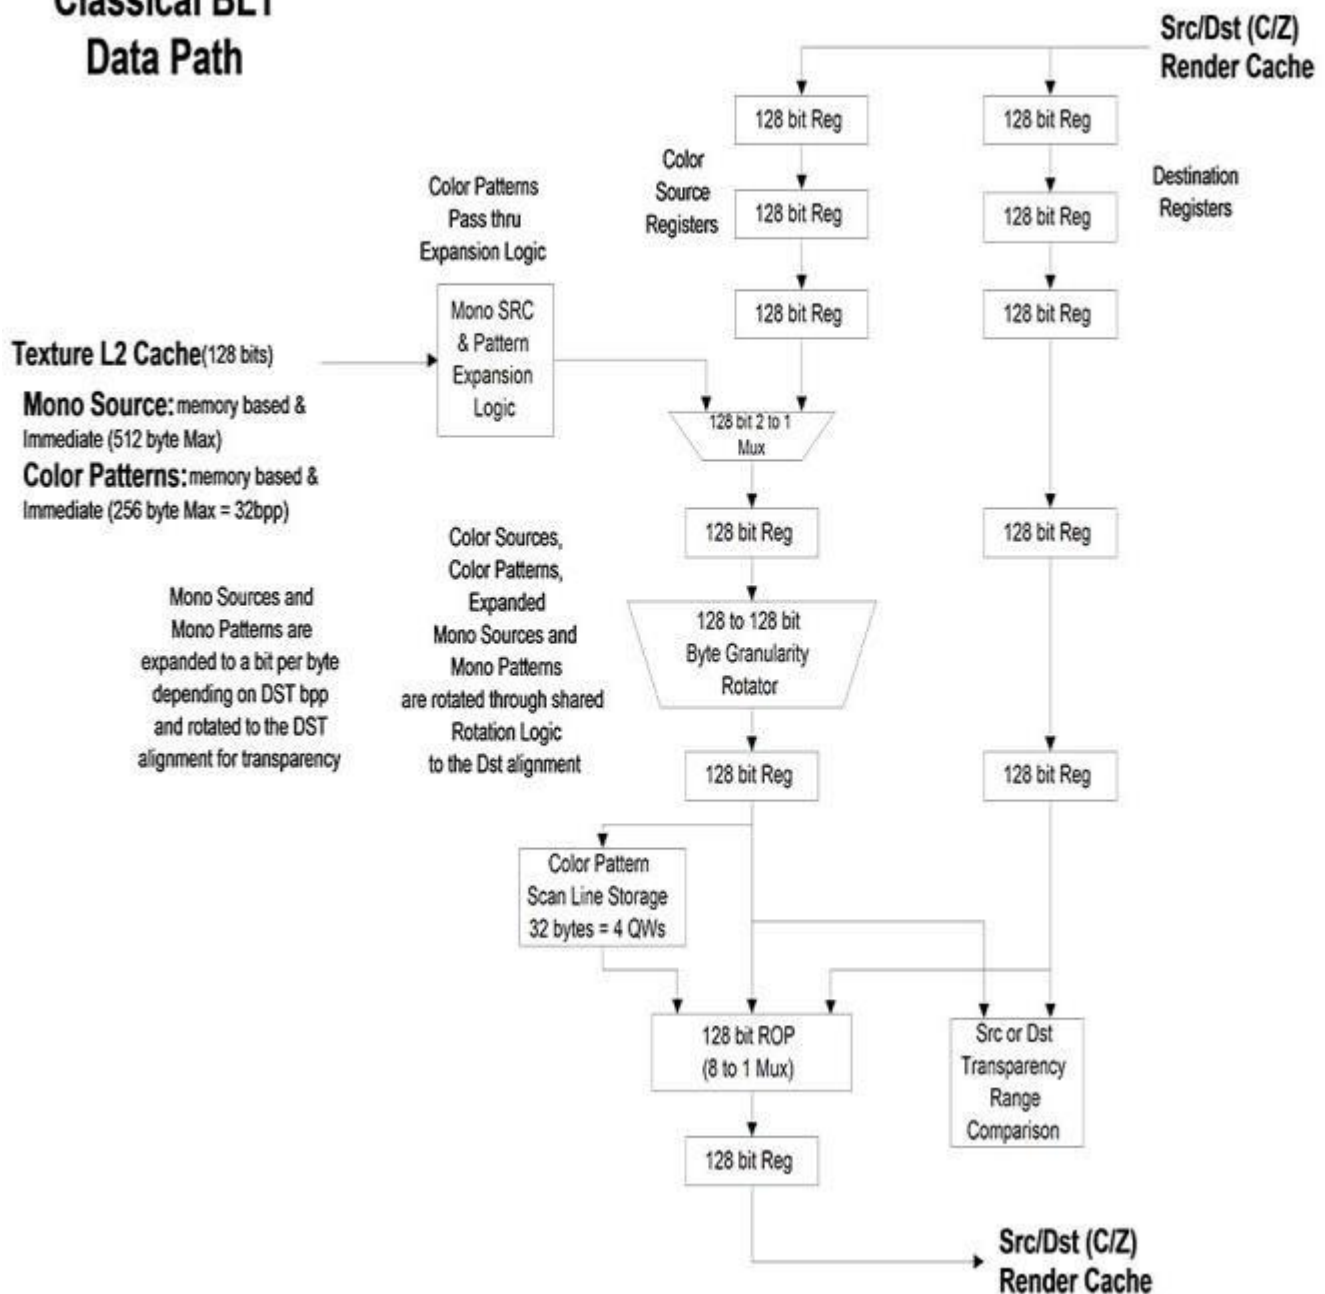 Classical BLT
Data Path
Src/Dst (C/Z)
Render Cache
128 bit Reg
128 bit Reg
Color
Source
Registers
Destination
Registers
Color Patterns
Pass thru
Expansion Logic
128 bit Reg
128 bit Reg
128 bit Reg
128 bit Reg
Mono SRC
& Pattern
Expansion
Logic
Texture L2 Cache(128 bits)
Mono Source: memory based &
Immediate (512 byte Max)
Color Patterns: memory based &
Immediate (256 byte Max = 32bpp)
128 bit 2 to 1
Mux
128 bit Reg
128 bit Reg
Mono Sources and
Mono Patterns are
expanded to a bit per byte
depending on DST bpp
and rotated to the DST
alignment for transparency
Color Sources,
Color Patterns,
Expanded
Mono Sources and
Mono Patterns
are rotated through shared
Rotation Logic
to the Dst alignment
128 to 128 bit
Byte Granularity
Rotator
128 bit Reg
128 bit Reg
Color Pattern
Scan Line Storage
32 bytes = 4 QWs
128 bit ROP
(8 to 1 Mux)
Src or Dst
Transparency
Range
Comparison
128 bit Reg
Src/Dst (C/Z)
Render Cache